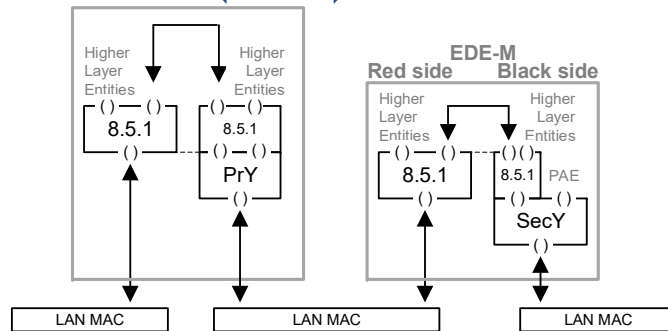 Higher
Layer
Entities
Higher
Layer
Entities
8.5.1
8.5.1
PrY
EDE-M
Red side
Black side
Higher
Layer
Entities
Higher
Layer
Entities
8.5.1
8.5.1
PAE
SecY
LAN MAC
LAN MAC
LAN MAC